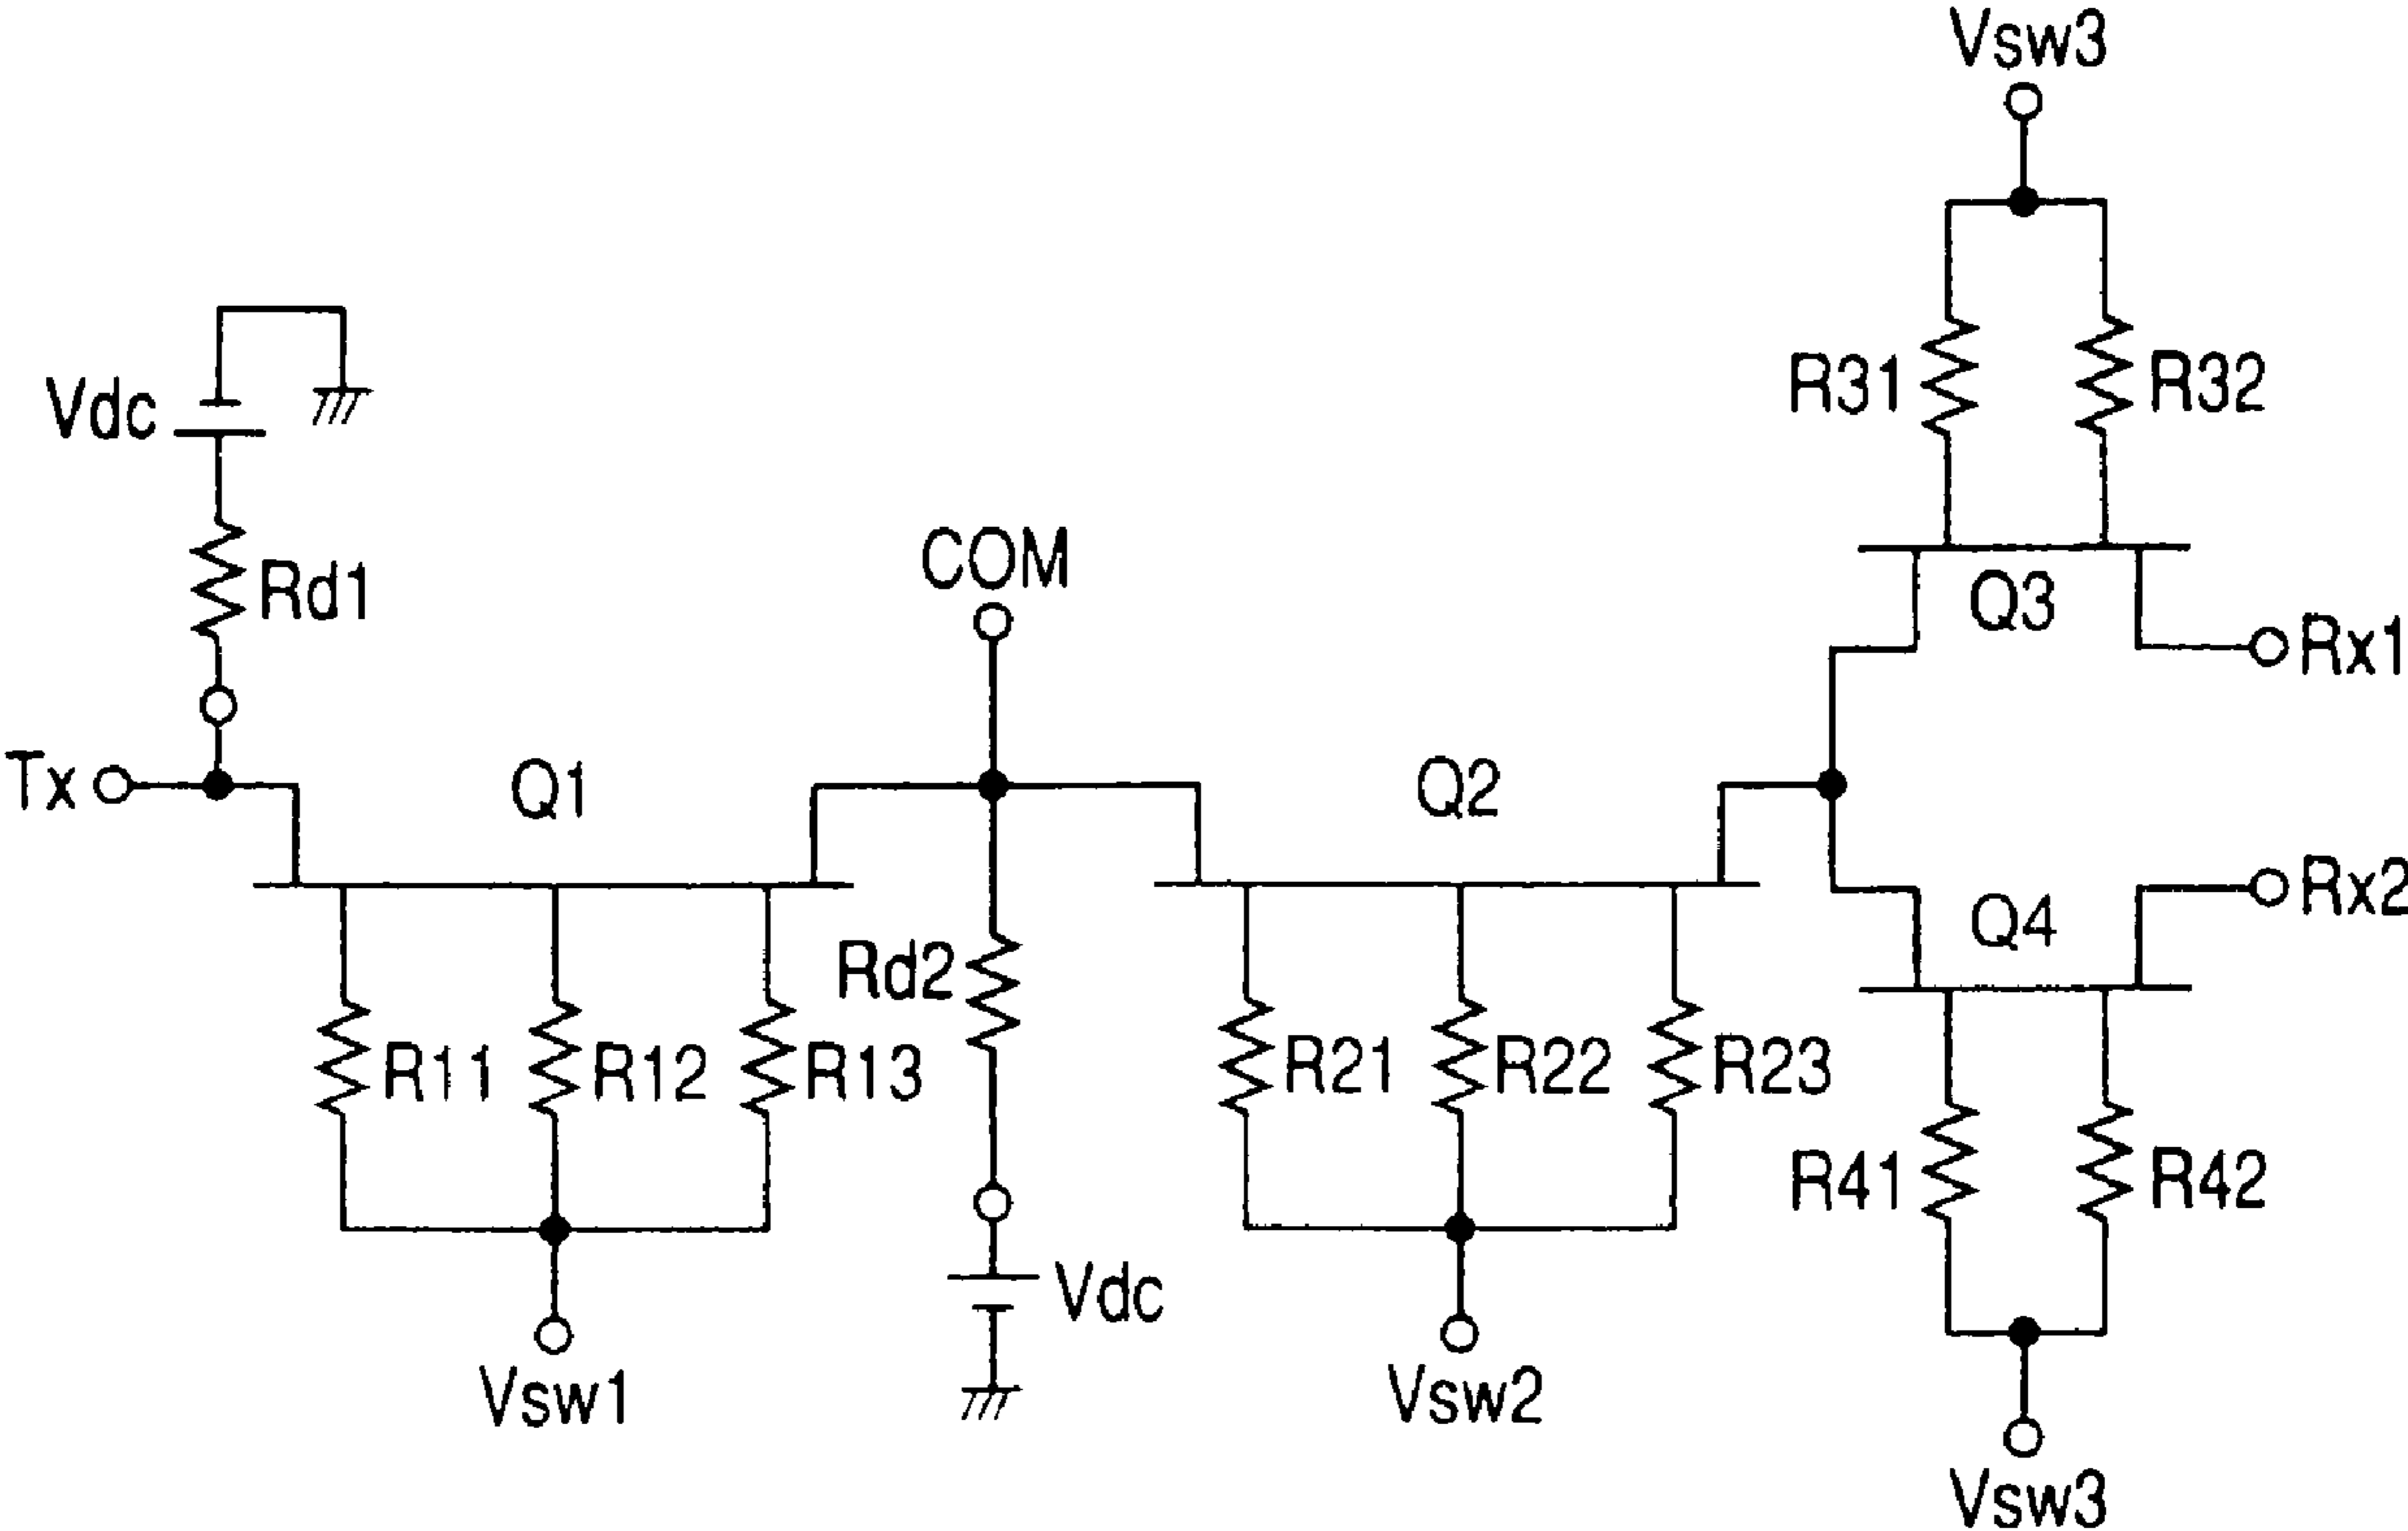 Vsw3
R31
R32
Vdc
Rd1
COM
Q3
Rx1
Tx
Q1
Q2
Rx2
Q4
Rd2
R11
R12
R13
R21
R22
R23
R41
R42
Vdc
Vsw1
Vsw2
Vsw3